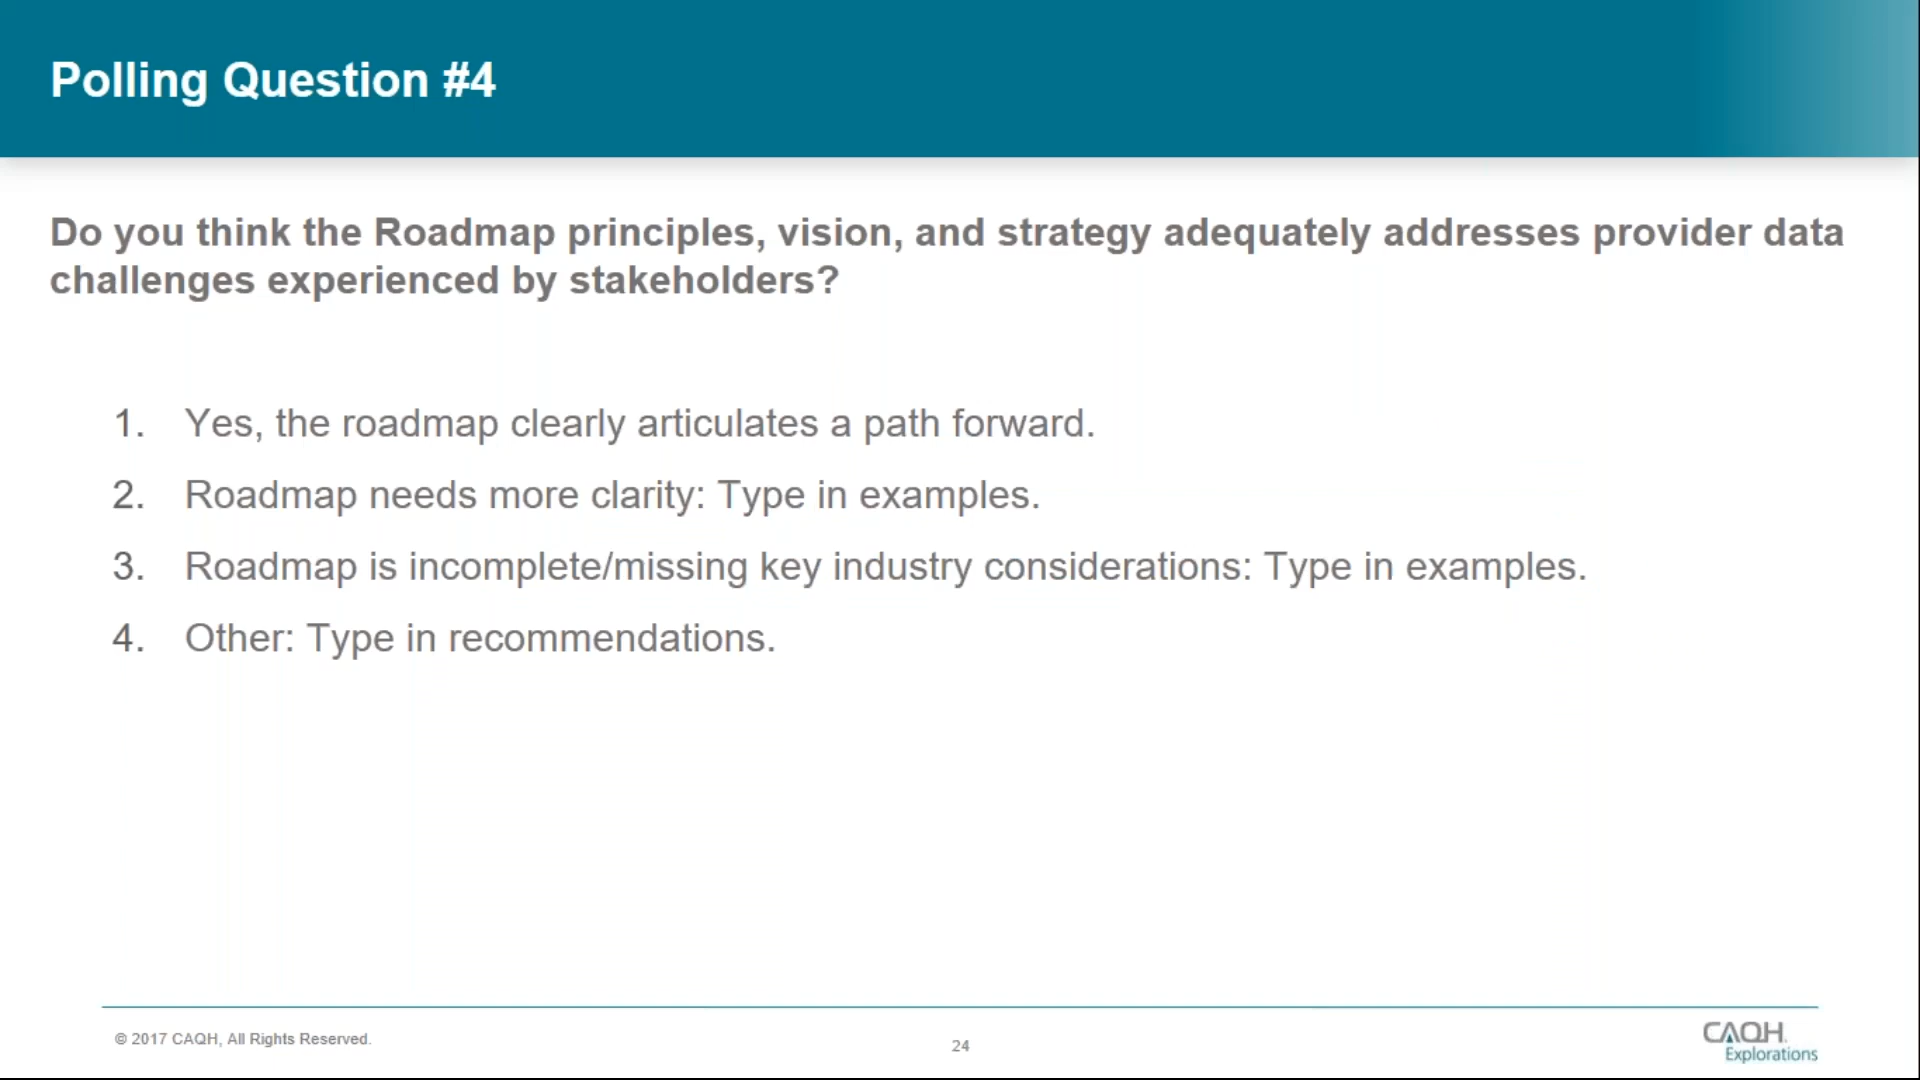 Polling Question #4
Do you think the Roadmap principles, vision, and strategy adequately addresses provider data
challenges experienced by stakeholders?
1. Yes, the roadmap clearly articulates a path forward.
2. Roadmap needs more clarity: Type in examples.
3. Roadmap is incomplete/missing key industry considerations: Type in examples.
4. Other: Type in recommendations.
© 2017 CAQH, All Rights Reserved.
24
CAQH.
Explorations